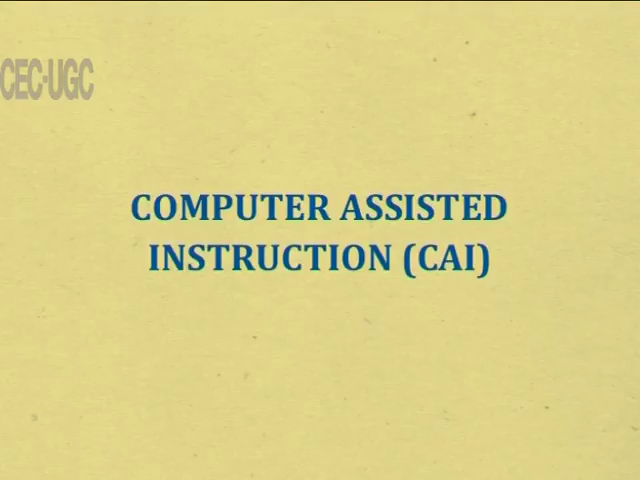 CEC-UGC
COMPUTER ASSISTED
INSTRUCTION (CAI)